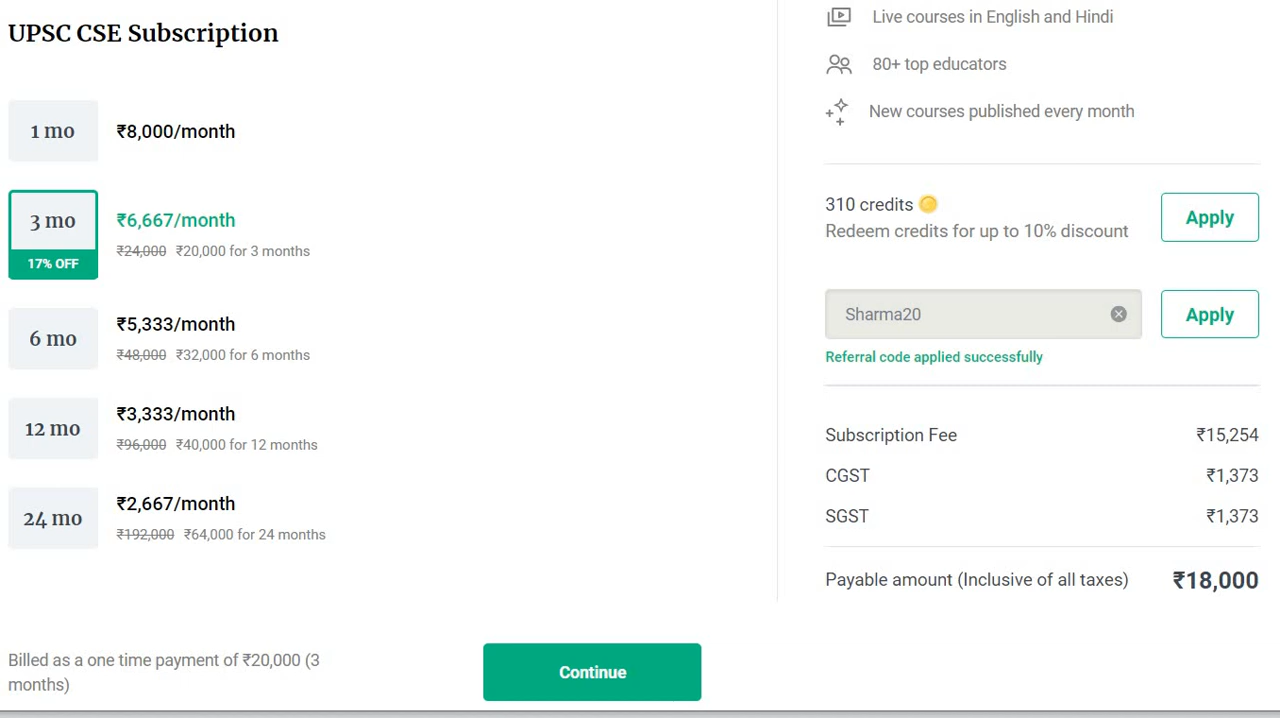 UPSC CSE Subscription
1 mo
₹8,000/month
3 mo
17% OFF
₹6,667/month
₹24,000 ₹20,000 for 3 months
6 mo
₹5,333/month
₹48,000 ₹32,000 for 6 months
12 mo
₹3,333/month
₹96,000 ₹40,000 for 12 months
24 mo
₹2,667/month
₹192,000 ₹64,000 for 24 months
Billed as a one time payment of ₹20,000 (3
months)
Continue
Live courses in English and Hindi
80+ top educators
New courses published every month
310 credits
Redeem credits for up to 10% discount
Apply
Sharma20
Apply
Referral code applied successfully
Subscription Fee ₹15,254
CGST ₹1,373
SGST ₹1,373
Payable amount (Inclusive of all taxes) ₹18,000